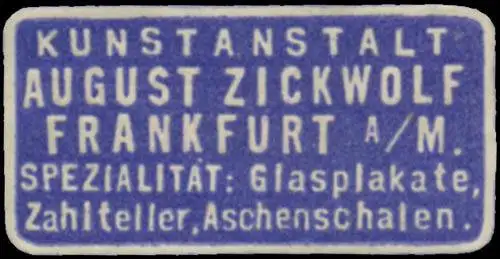 KUNSTANSTALT
AUGUST ZICKWOLF
FRANKFURT A/M.
SPEZIALITÄT: Glasplakate,
Zahlteller, Aschenschalen.